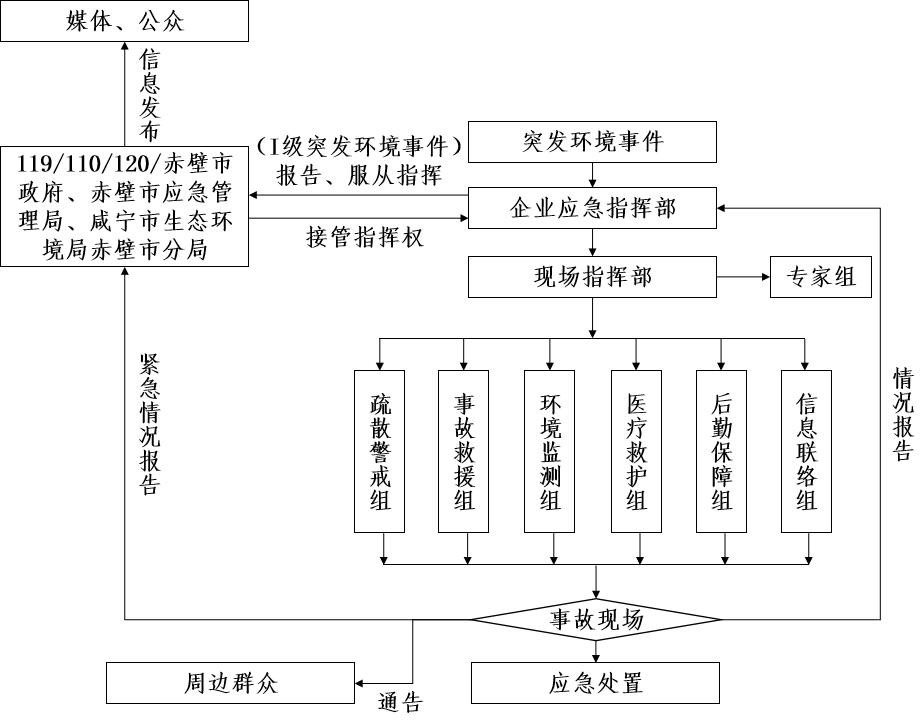 媒体、公众
信息发布
119/110/120/赤壁市
政府、赤壁市应急管
理局、咸宁市生态环
境局赤壁市分局
（I级突发环境事件）
报告、服从指挥
接管指挥权
突发环境事件
企业应急指挥部
现场指挥部
专家组
紧急情况报告
疏散警戒组
事故救援组
环境监测组
医疗救护组
后勤保障组
信息联络组
情况报告
事故现场
周边群众
通告
应急处置